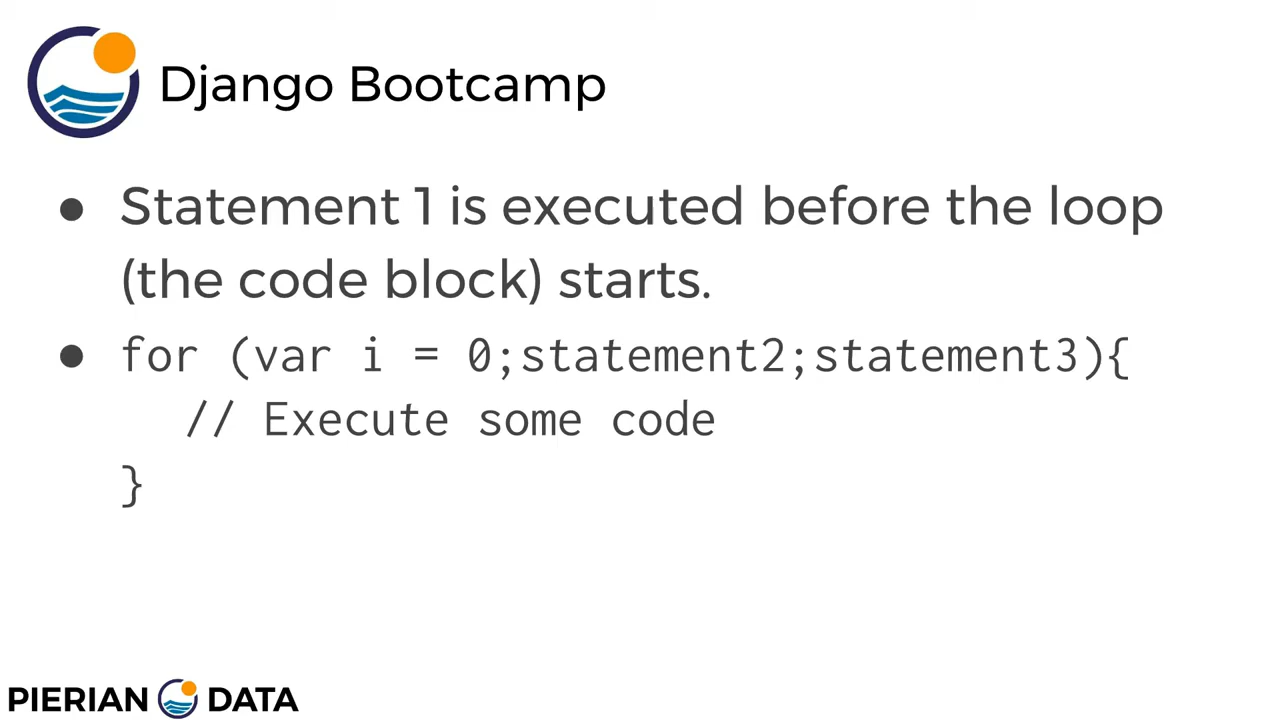 Django Bootcamp
● Statement 1 is executed before the loop
(the code block) starts.
● for (var i = 0;statement2;statement3){
// Execute some code
}
PIERIAN DATA